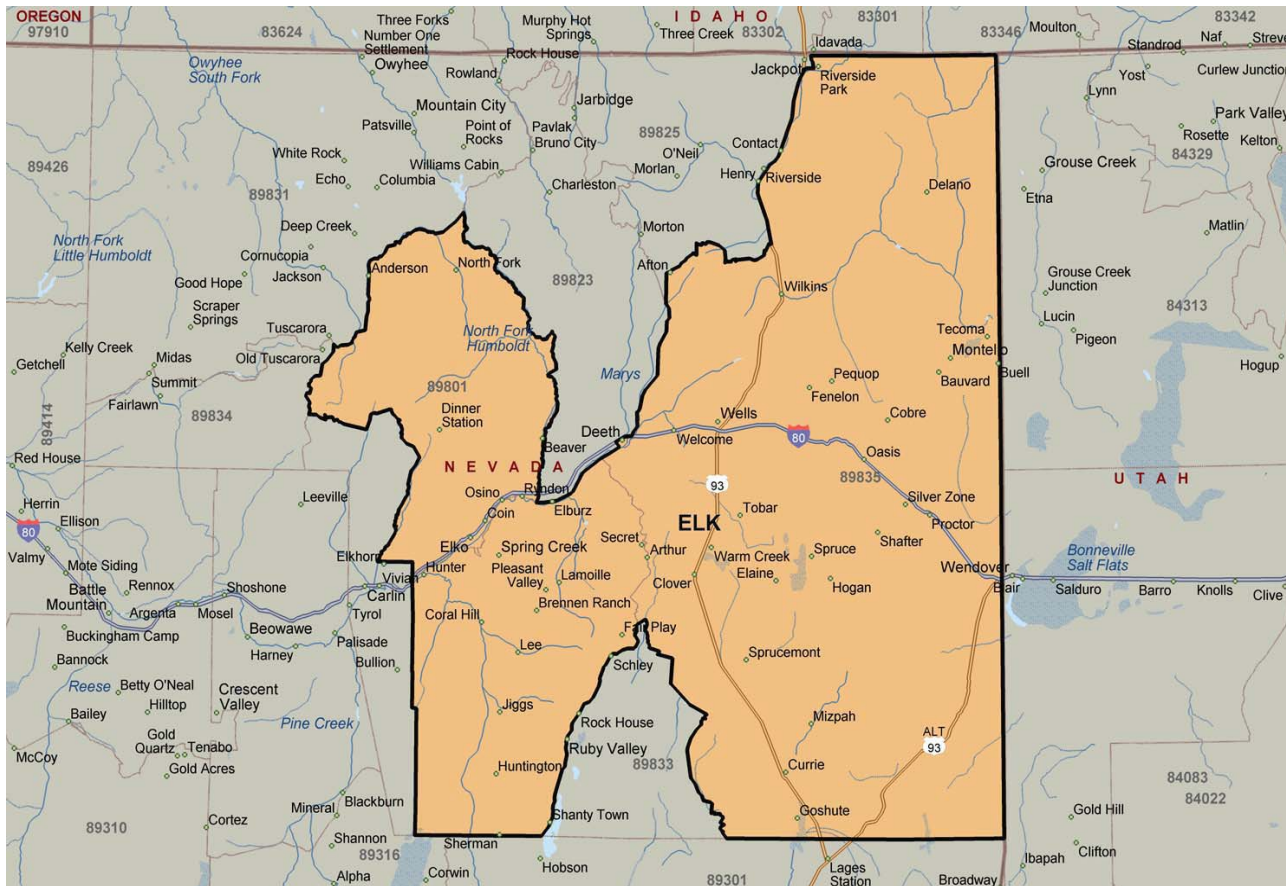 OREGON
97910
83624
Three Forks
Number One
Settlement
Owyhee
Murphy Hot
Springs
Rock House
Rowland
IDAHO
Three Creek
83302
83301
Idavada
Jackpot
Riverside
Park
83346
Moulton
83342
Naf
Standrod
Yost
Curlew Junction
Lynn
Owyhee
South Fork
Mountain City
Patsville
Point of
Rocks
Jarbidge
Pavlak
Bruno City
89825
O'Neil
Contact
Park Valley
Rosette
84329
Kelton
89426
White Rock
Echo
89831
Williams Cabin
Columbia
Charleston
Morlan
Henry
Riverside
Delano
Grouse Creek
Etna
North Fork
Little Humboldt
Deep Creek
Cornucopia
Jackson
Good Hope
Anderson
North Fork
89823
Morton
Afton
Wilkins
Matlin
Grouse Creek
Junction
84313
Scraper
Springs
Tuscarora
Old Tuscarora
North Fork
Humboldt
Tecoma
Montello
Lucin
Pigeon
Getchell
Kelly Creek
Midas
Summit
Fairlawn
89834
89414
89801
Marys
Pequop
Fenelon
Bauvard
Buell
Hogup
Dinner
Station
Deeth
Wells
Welcome
Cobre
Red House
Beaver
NEVADA
80
Oasis
89835
UTAH
Herrin
80
Ellison
Valmy
Leeville
Osino
Ryndon
Coin
Elburz
93
ELK
Tobar
Silver Zone
Proctor
Mote Siding
Battle
Mountain
Rennox
Argenta
Shoshone
Mosel
Elkhorn
Vivian
Carlin
Tyrol
Elko
Hunter
Spring Creek
Pleasant
Valley
Lamoille
Secret
Arthur
Clover
Warm Creek
Elaine
Spruce
Hogan
Shafter
Wendover
Blair
Bonneville
Salt Flats
Salduro
Barro
Knolls
Clive
Buckingham Camp
Bannock
Beowawe
Harney
Palisade
Bullion
Coral Hill
Brennen Ranch
Lee
Fair Play
Schley
Sprucemont
Reese
Betty O'Neal
Hilltop
Bailey
Crescent
Valley
Pine Creek
Jiggs
Rock House
Ruby Valley
Mizpah
ALT
93
McCoy
Gold
Quartz
Tenabo
Gold Acres
Huntington
89833
Currie
84083
84022
Mineral
Blackburn
89310
Cortez
Shannon
89316
Alpha
Corwin
Sherman
Shanty Town
Hobson
Goshute
89301
Lages
Station
Broadway
Gold Hill
Clifton
Ibapah